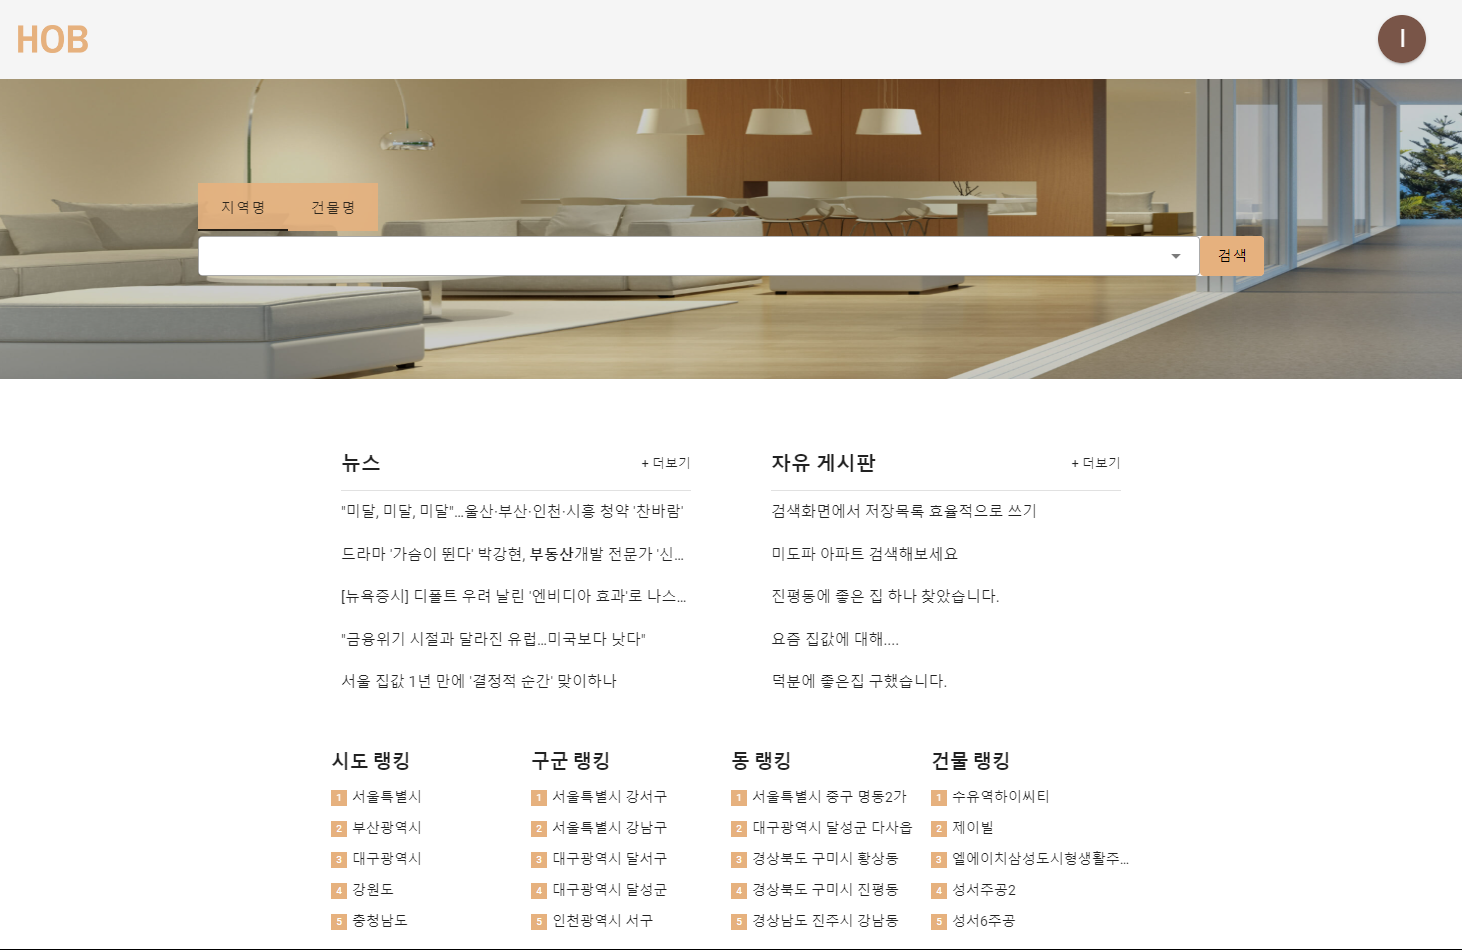 HOB
I
지역명 건물명
검색
뉴스 + 더보기
"미달, 미달, 미달"...울산·부산·인천·시흥 청약 '찬바람'
드라마 '가슴이 뛴다' 박강현, 부동산개발 전문가 '신...
[뉴욕증시] 디폴트 우려 날린 '엔비디아 효과'로 나스...
"금융위기 시절과 달라진 유럽...미국보다 낫다"
서울 집값 1년 만에 '결정적 순간' 맞이하나
자유 게시판 + 더보기
검색화면에서 저장목록 효율적으로 쓰기
미도파 아파트 검색해보세요
진평동에 좋은 집 하나 찾았습니다.
요즘 집값에 대해....
덕분에 좋은집 구했습니다.
시도 랭킹
1 서울특별시
2 부산광역시
3 대구광역시
4 강원도
5 충청남도
구군 랭킹
1 서울특별시 강서구
2 서울특별시 강남구
3 대구광역시 달서구
4 대구광역시 달성군
5 인천광역시 서구
동 랭킹
1 서울특별시 중구 명동2가
2 대구광역시 달성군 다사읍
3 경상북도 구미시 황상동
4 경상북도 구미시 진평동
5 경상남도 진주시 강남동
건물 랭킹
1 수유역하이씨티
2 제이빌
3 엘에이치삼성도시형생활주...
4 성서주공2
5 성서6주공